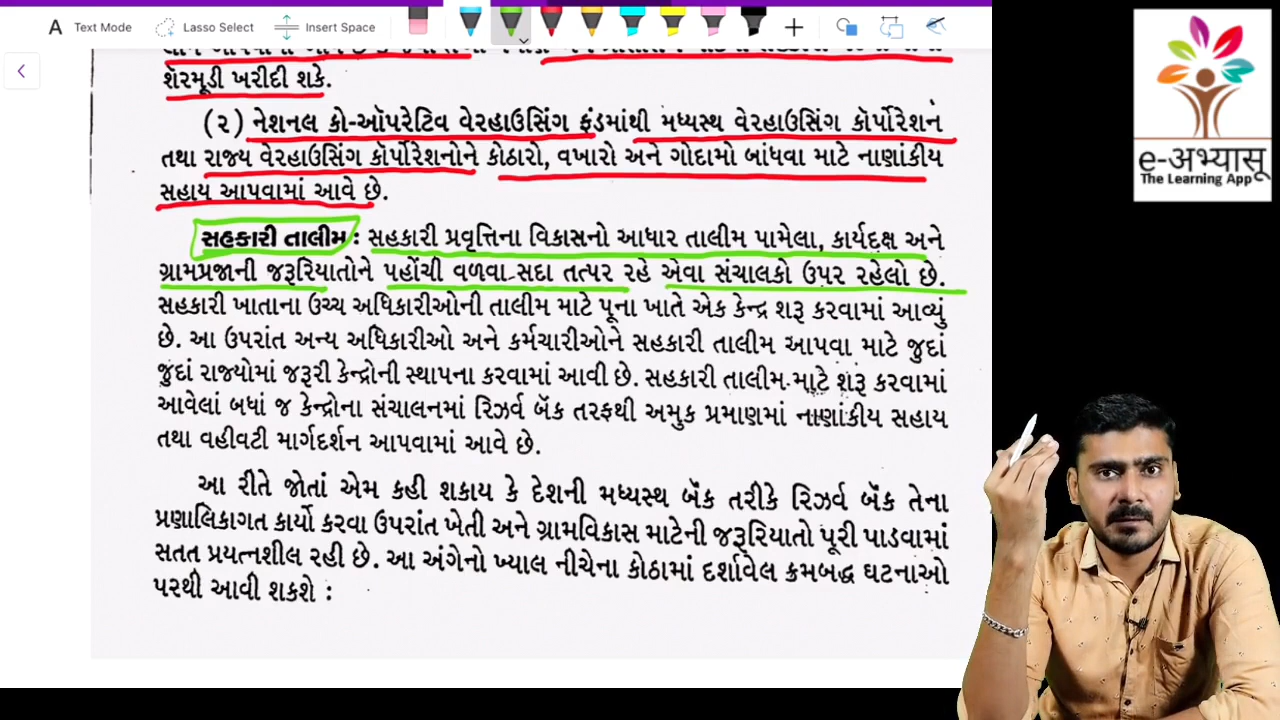 Text Mode
Lasso Select
Insert Space
શૅરમૂડી ખરીદી શકે.
(૨) નેશનલ કો-ઑપરેટિવ વેરહાઉસિંગ ફંડમાંથી મધ્યસ્થ વેરહાઉસિંગ કૉર્પોરેશન
તથા રાજ્ય વેરહાઉસિંગ કૉર્પોરેશનોને કોઠારો, વખારો અને ગોદામો બાંધવા માટે નાણાંકીય
સહાય આપવામાં આવે છે.
સહકારી તાલીમ : સહકારી પ્રવૃત્તિના વિકાસનો આધાર તાલીમ પામેલા, કાર્યદક્ષ અને
ગ્રામપ્રજાની જરૂરિયાતોને પહોંચી વળવા સદા તત્પર રહે એવા સંચાલકો ઉપર રહેલો છે.
સહકારી ખાતાના ઉચ્ચ અધિકારીઓની તાલીમ માટે પૂના ખાતે એક કેન્દ્ર શરૂ કરવામાં આવ્યું
છે. આ ઉપરાંત અન્ય અધિકારીઓ અને કર્મચારીઓને સહકારી તાલીમ આપવા માટે જુદાં
જુદાં રાજ્યોમાં જરૂરી કેન્દ્રોની સ્થાપના કરવામાં આવી છે. સહકારી તાલીમ માટે શરૂ કરવામાં
આવેલાં બધાં જ કેન્દ્રોના સંચાલનમાં રિઝર્વ બૅંક તરફથી અમુક પ્રમાણમાં નાણાંકીય સહાય
તથા વહીવટી માર્ગદર્શન આપવામાં આવે છે.
આ રીતે જોતાં એમ કહી શકાય કે દેશની મધ્યસ્થ બૅંક તરીકે રિઝર્વ બૅંક તેના
પ્રણાલિકાગત કાર્યો કરવા ઉપરાંત ખેતી અને ગ્રામવિકાસ માટેની જરૂરિયાતો પૂરી પાડવામાં
સતત પ્રયત્નશીલ રહી છે. આ અંગેનો ખ્યાલ નીચેના કોઠામાં દર્શાવેલ ક્રમબદ્ધ ઘટનાઓ
પરથી આવી શકશે :
e-अभ्यासू
The Learning App